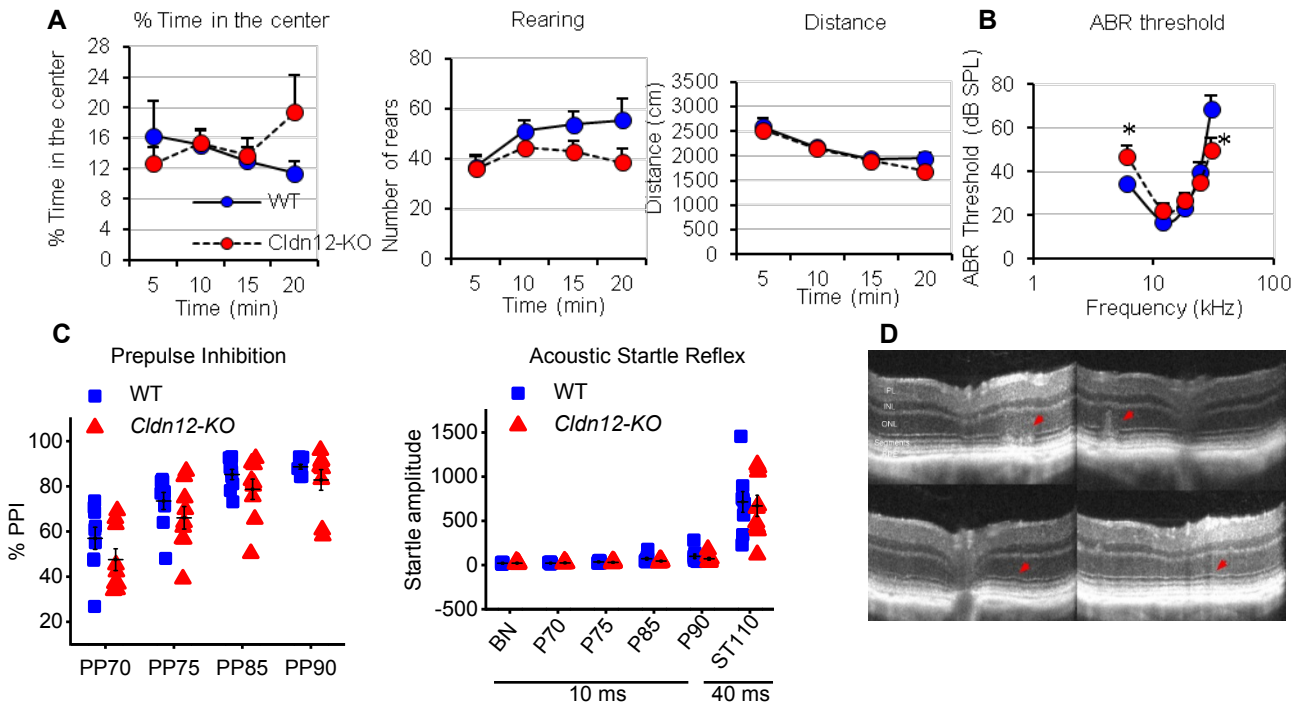 A
% Time in the center
% Time in the center
28
24
20
16
12
8
4
0
WT
Cldn12-KO
5 10 15 20
Time (min)
Rearing
Number of rears
80
60
40
20
0
5 10 15 20
Time (min)
Distance
Distance (cm)
3500
3000
2500
2000
1500
1000
500
0
5 10 15 20
Time (min)
B
ABR threshold
ABR Threshold (dB SPL)
80
60
40
20
0
*
*
1 10 100
Frequency (kHz)
C
Prepulse Inhibition
WT
Cldn12-KO
% PPI
100
80
60
40
20
PP70 PP75 PP85 PP90
Acoustic Startle Reflex
WT
Cldn12-KO
Startle amplitude
1500
1000
500
0
-500
BN P70 P75 P85 P90 ST110
10 ms 40 ms
D
IPL
INL
ONL